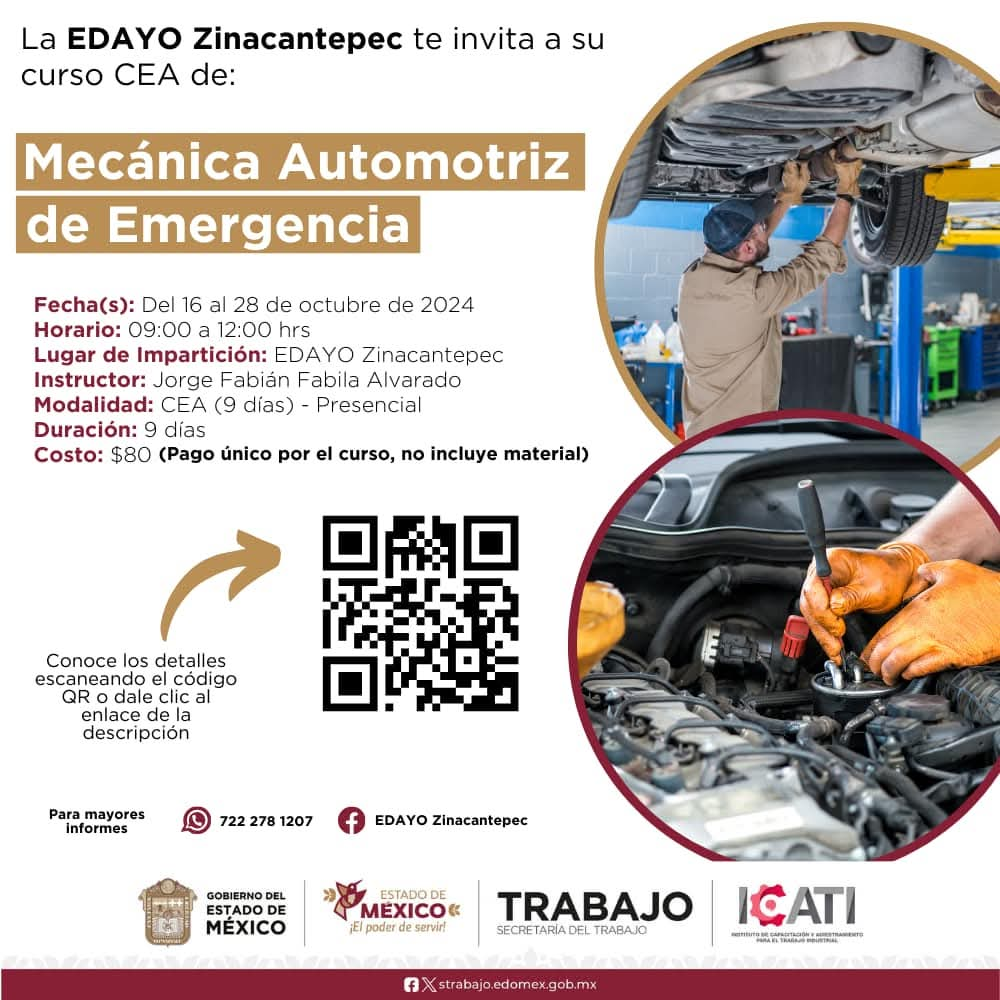 La EDAYO Zinacantepec te invita a su
curso CEA de:
Mecánica Automotriz
de Emergencia
Fecha(s): Del 16 al 28 de octubre de 2024
Horario: 09:00 a 12:00 hrs
Lugar de Impartición: EDAYO Zinacantepec
Instructor: Jorge Fabián Fabila Alvarado
Modalidad: CEA (9 días) - Presencial
Duración: 9 días
Costo: $80 (Pago único por el curso, no incluye material)
Conoce los detalles
escaneando el código
QR o dale clic al
enlace de la
descripción
Para mayores
informes
722 278 1207
EDAYO Zinacantepec
GOBIERNO DEL
ESTADO DE
MÉXICO
ESTADO DE
MÉXICO
¡El poder de servir!
TRABAJO
SECRETARÍA DEL TRABAJO
ICATI
INSTITUTO DE CAPACITACIÓN Y ADIESTRAMIENTO
PARA EL TRABAJO INDUSTRIAL
strabajo.edomex.gob.mx